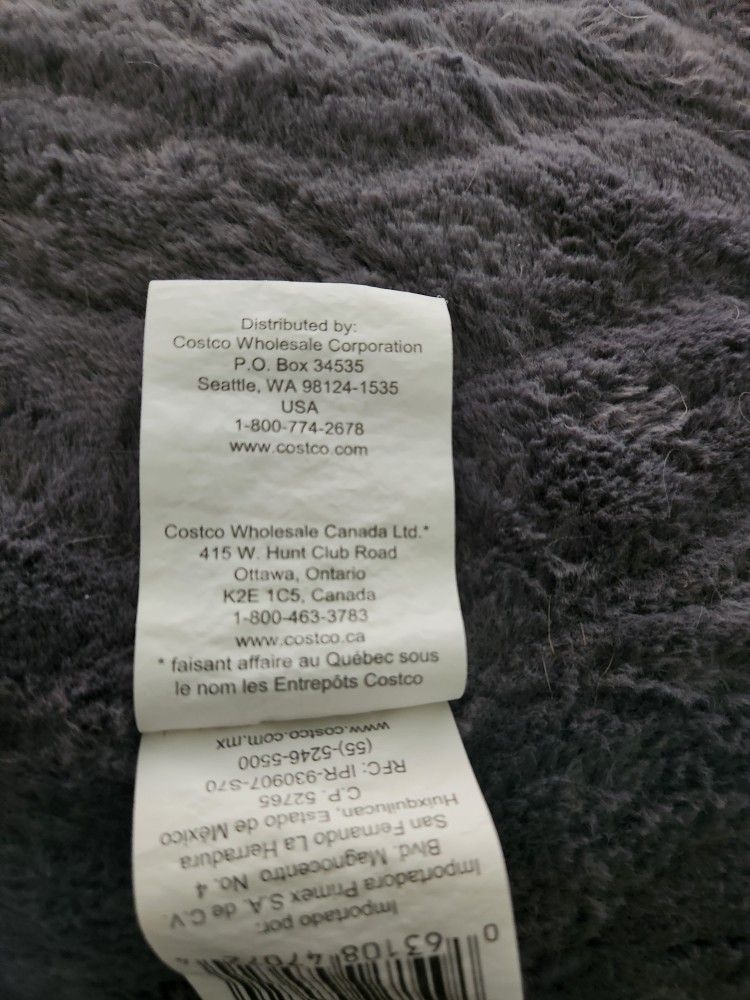 Distributed by:
Costco Wholesale Corporation
P.O. Box 34535
Seattle, WA 98124-1535
USA
1-800-774-2678
www.costco.com
Costco Wholesale Canada Ltd.*
415 W. Hunt Club Road
Ottawa, Ontario
K2E 1C5, Canada
1-800-463-3783
www.costco.ca
* faisant affaire au Québec sous
le nom les Entrepôts Costco
0 63108
Importado por:
Importadora Primex S.A. de C.V.
Blvd. Magnocentro No. 4
San Fernando La Herradura
Huixquilucan, Estado de México
C.P. 52765
RFC: IPR-930907-S70
(55)-5246-5500
www.costco.com.mx